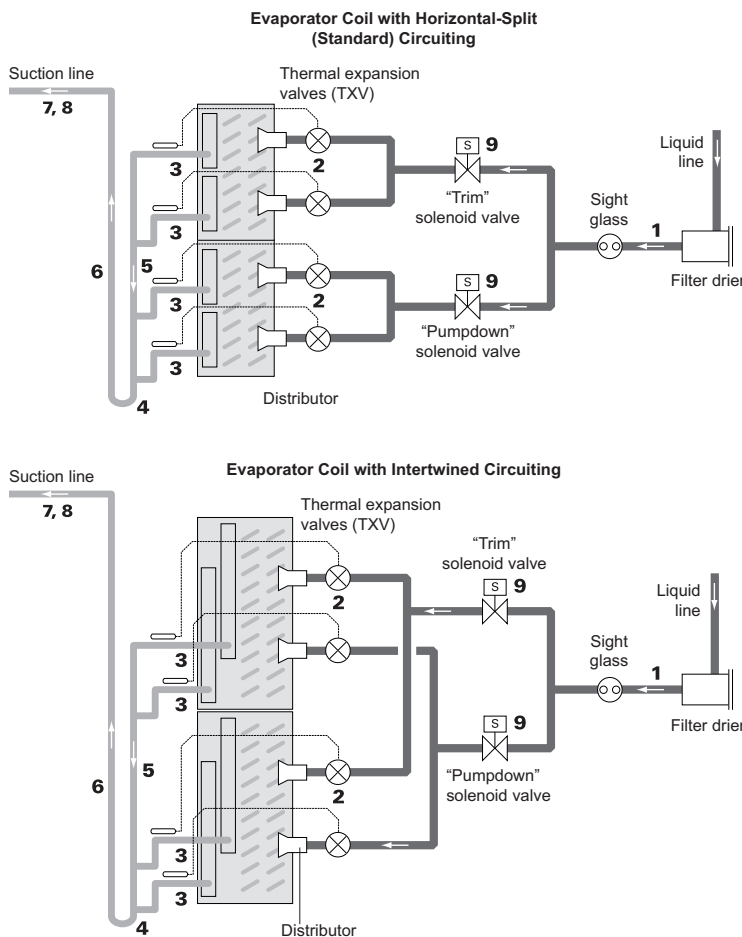 Evaporator Coil with Horizontal-Split
(Standard) Circuiting
Suction line
7, 8
Thermal expansion
valves (TXV)
2
3
3
3
3
2
6
5
4
S
9
"Trim"
solenoid valve
S
9
"Pumpdown"
solenoid valve
Sight
glass
1
Liquid
line
Filter drier
Distributor
Evaporator Coil with Intertwined Circuiting
Suction line
7, 8
Thermal expansion
valves (TXV)
2
3
3
2
3
3
6
5
4
"Trim"
solenoid valve
S
9
S
9
"Pumpdown"
solenoid valve
Sight
glass
1
Liquid
line
Filter drier
Distributor